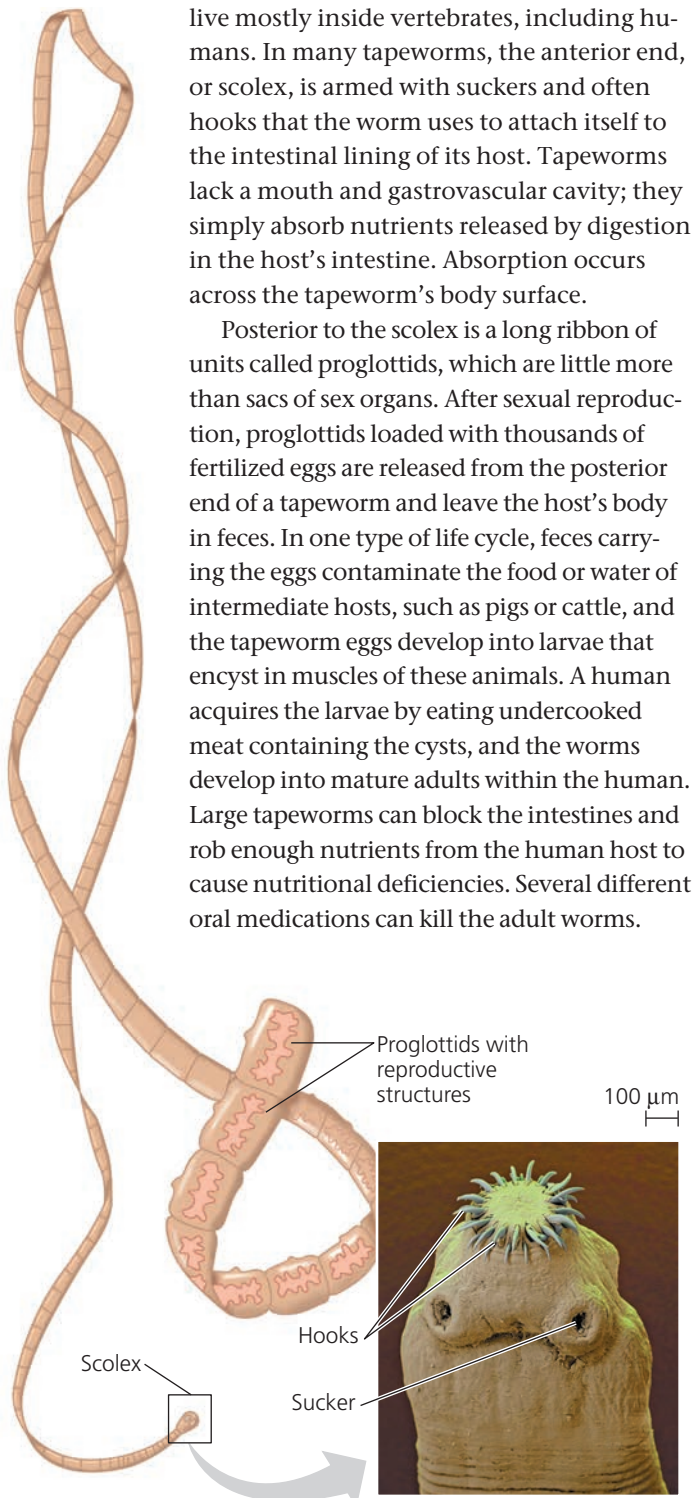 live mostly inside vertebrates, including hu-
mans. In many tapeworms, the anterior end,
or scolex, is armed with suckers and often
hooks that the worm uses to attach itself to
the intestinal lining of its host. Tapeworms
lack a mouth and gastrovascular cavity; they
simply absorb nutrients released by digestion
in the host's intestine. Absorption occurs
across the tapeworm's body surface.
Posterior to the scolex is a long ribbon of
units called proglottids, which are little more
than sacs of sex organs. After sexual reproduc-
tion, proglottids loaded with thousands of
fertilized eggs are released from the posterior
end of a tapeworm and leave the host's body
in feces. In one type of life cycle, feces carry-
ing the eggs contaminate the food or water of
intermediate hosts, such as pigs or cattle, and
the tapeworm eggs develop into larvae that
encyst in muscles of these animals. A human
acquires the larvae by eating undercooked
meat containing the cysts, and the worms
develop into mature adults within the human.
Large tapeworms can block the intestines and
rob enough nutrients from the human host to
cause nutritional deficiencies. Several different
oral medications can kill the adult worms.
Proglottids with
reproductive
structures
100 μm
Hooks
Scolex
Sucker